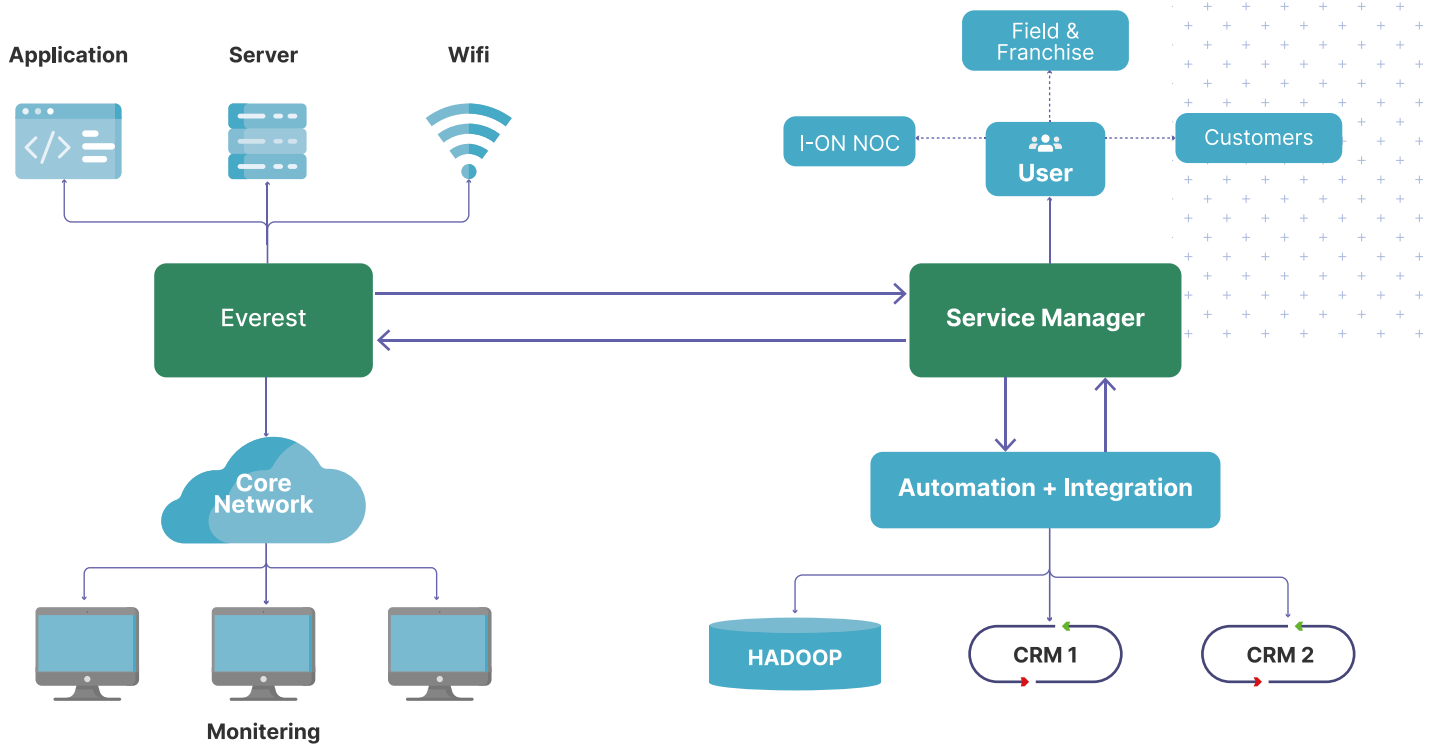 Application
Server
Wifi
Field &
Franchise
I-ON NOC
User
Customers
Everest
Service Manager
Core
Network
Automation + Integration
HADOOP
CRM 1
CRM 2
Monitering